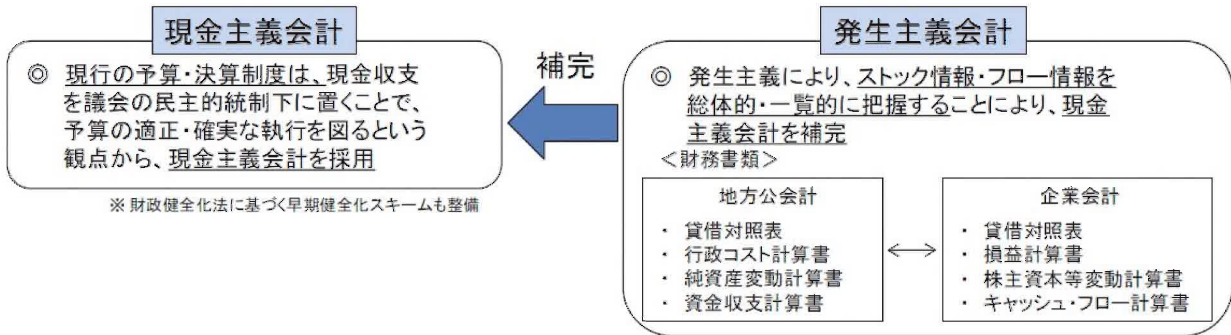 現金主義会計
◎ 現行の予算・決算制度は、現金収支
を議会の民主的統制下に置くことで、
予算の適正・確実な執行を図るという
観点から、現金主義会計を採用
※ 財政健全化法に基づく早期健全化スキームも整備
補完
発生主義会計
◎ 発生主義により、ストック情報・フロー情報を
総体的・一覧的に把握することにより、現金
主義会計を補完
＜財務書類＞
地方公会計
・ 貸借対照表
・ 行政コスト計算書
・ 純資産変動計算書
・ 資金収支計算書
企業会計
・ 貸借対照表
・ 損益計算書
・ 株主資本等変動計算書
・ キャッシュ・フロー計算書